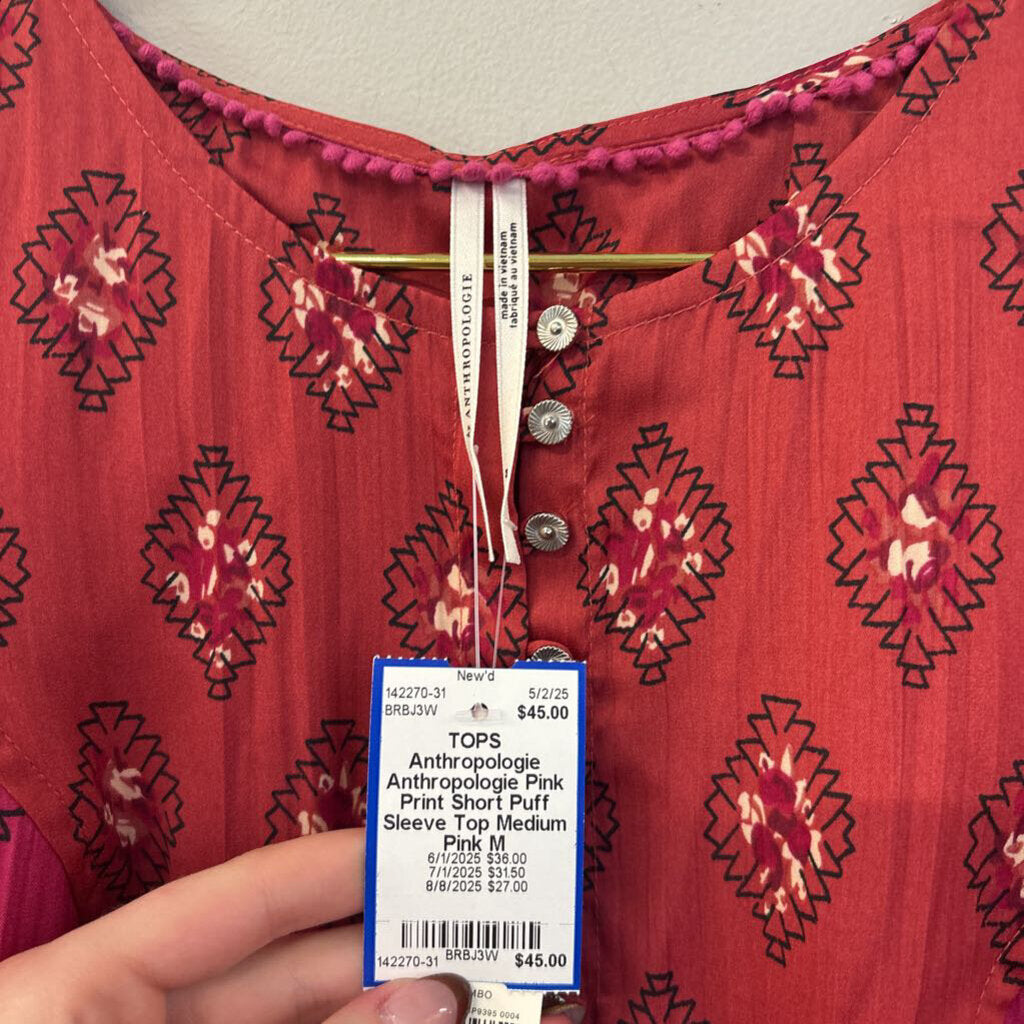 ANTHROPOLOGIE
made in vietnam
fabriqué au vietnam
New'd
142270-31 5/2/25
BRBJ3W $45.00
TOPS
Anthropologie
Anthropologie Pink
Print Short Puff
Sleeve Top Medium
Pink M
6/1/2025 $36.00
7/1/2025 $31.50
8/8/2025 $27.00
142270-31 BRBJ3W $45.00